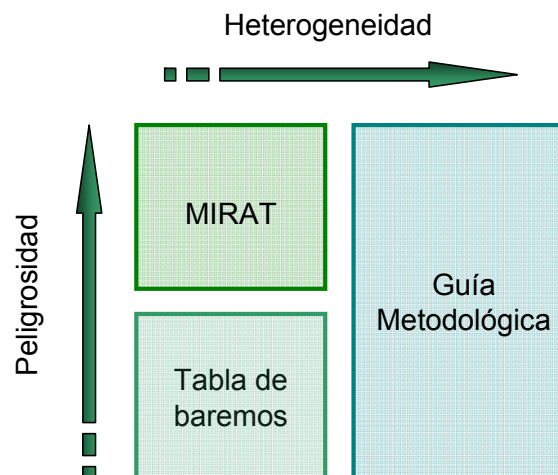 Heterogeneidad
Peligrosidad
MIRAT
Guía
Metodológica
Tabla de
baremos